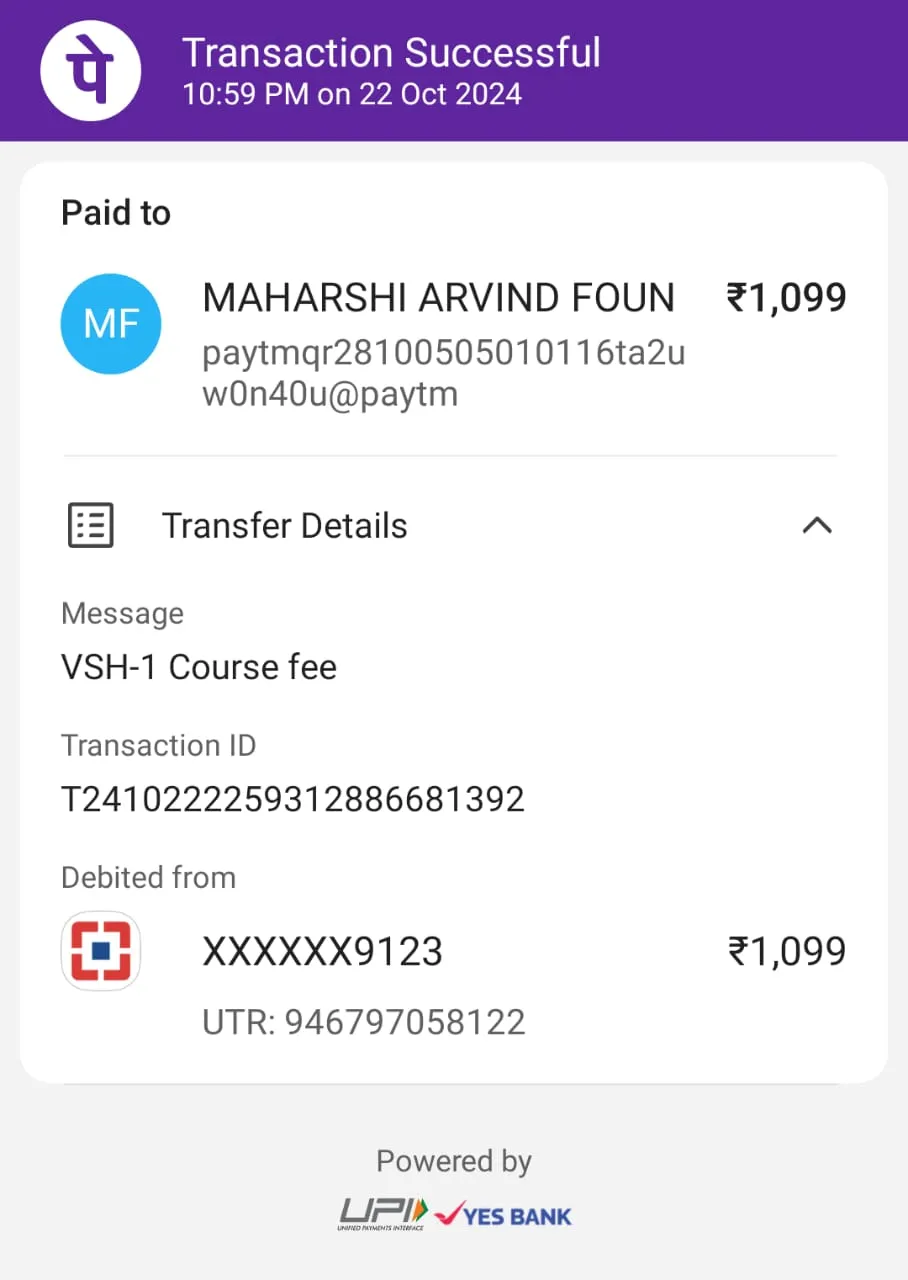 पे
Transaction Successful
10:59 PM on 22 Oct 2024
Paid to
MF
MAHARSHI ARVIND FOUN
₹1,099
paytmqr28100505010116ta2u
w0n40u@paytm
Transfer Details
Message
VSH-1 Course fee
Transaction ID
T2410222259312886681392
Debited from
XXXXXX9123
₹1,099
UTR: 946797058122
Powered by
UPI
UNIFIED PAYMENTS INTERFACE
YES BANK